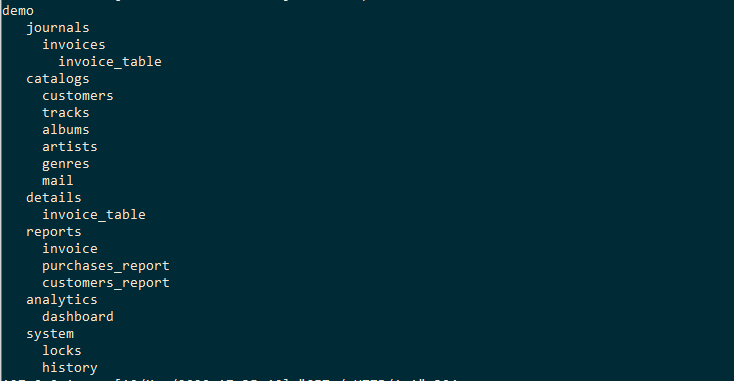 demo
journals
invoices
invoice_table
catalogs
customers
tracks
albums
artists
genres
mail
details
invoice_table
reports
invoice
purchases_report
customers_report
analytics
dashboard
system
locks
history